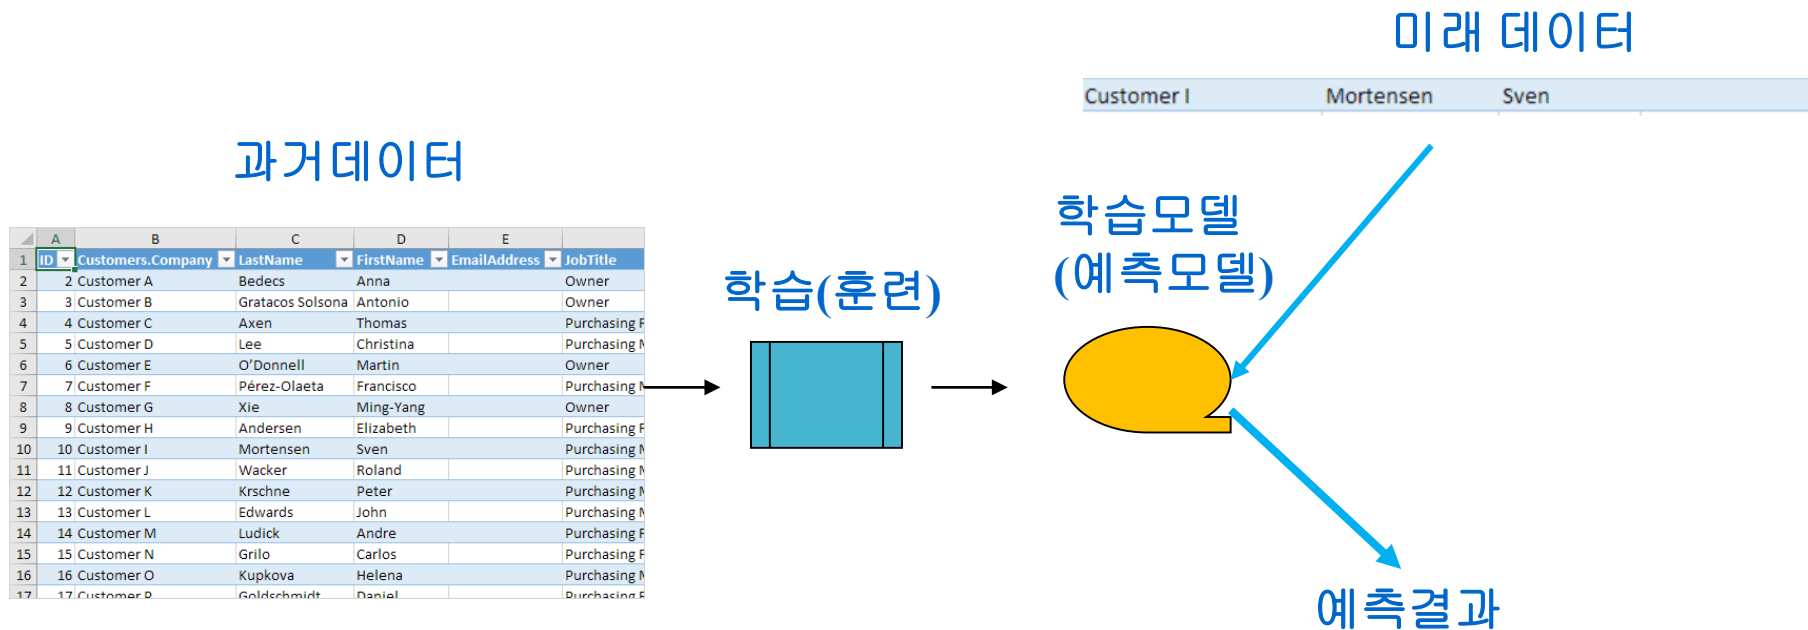 미래 데이터
Customer I Mortensen Sven
과거데이터
학습모델
(예측모델)
학습(훈련)
A B C D E
1 ID Customers.Company LastName FirstName EmailAddress JobTitle
2 2 Customer A Bedecs Anna Owner
3 3 Customer B Gratacos Solsona Antonio Owner
4 4 Customer C Axen Thomas Purchasing
5 5 Customer D Lee Christina Purchasing
6 6 Customer E O’Donnell Martin Owner
7 7 Customer F Pérez-Olaeta Francisco Purchasing
8 8 Customer G Xie Ming-Yang Owner
9 9 Customer H Andersen Elizabeth Purchasing
10 10 Customer I Mortensen Sven Purchasing
11 11 Customer J Wacker Roland Purchasing
12 12 Customer K Krschne Peter Purchasing
13 13 Customer L Edwards John Purchasing
14 14 Customer M Ludick Andre Purchasing
15 15 Customer N Grilo Carlos Purchasing
16 16 Customer O Kupkova Helena Purchasing
17 17 Customer P Goldschmidt Daniel Purchasing
예측결과